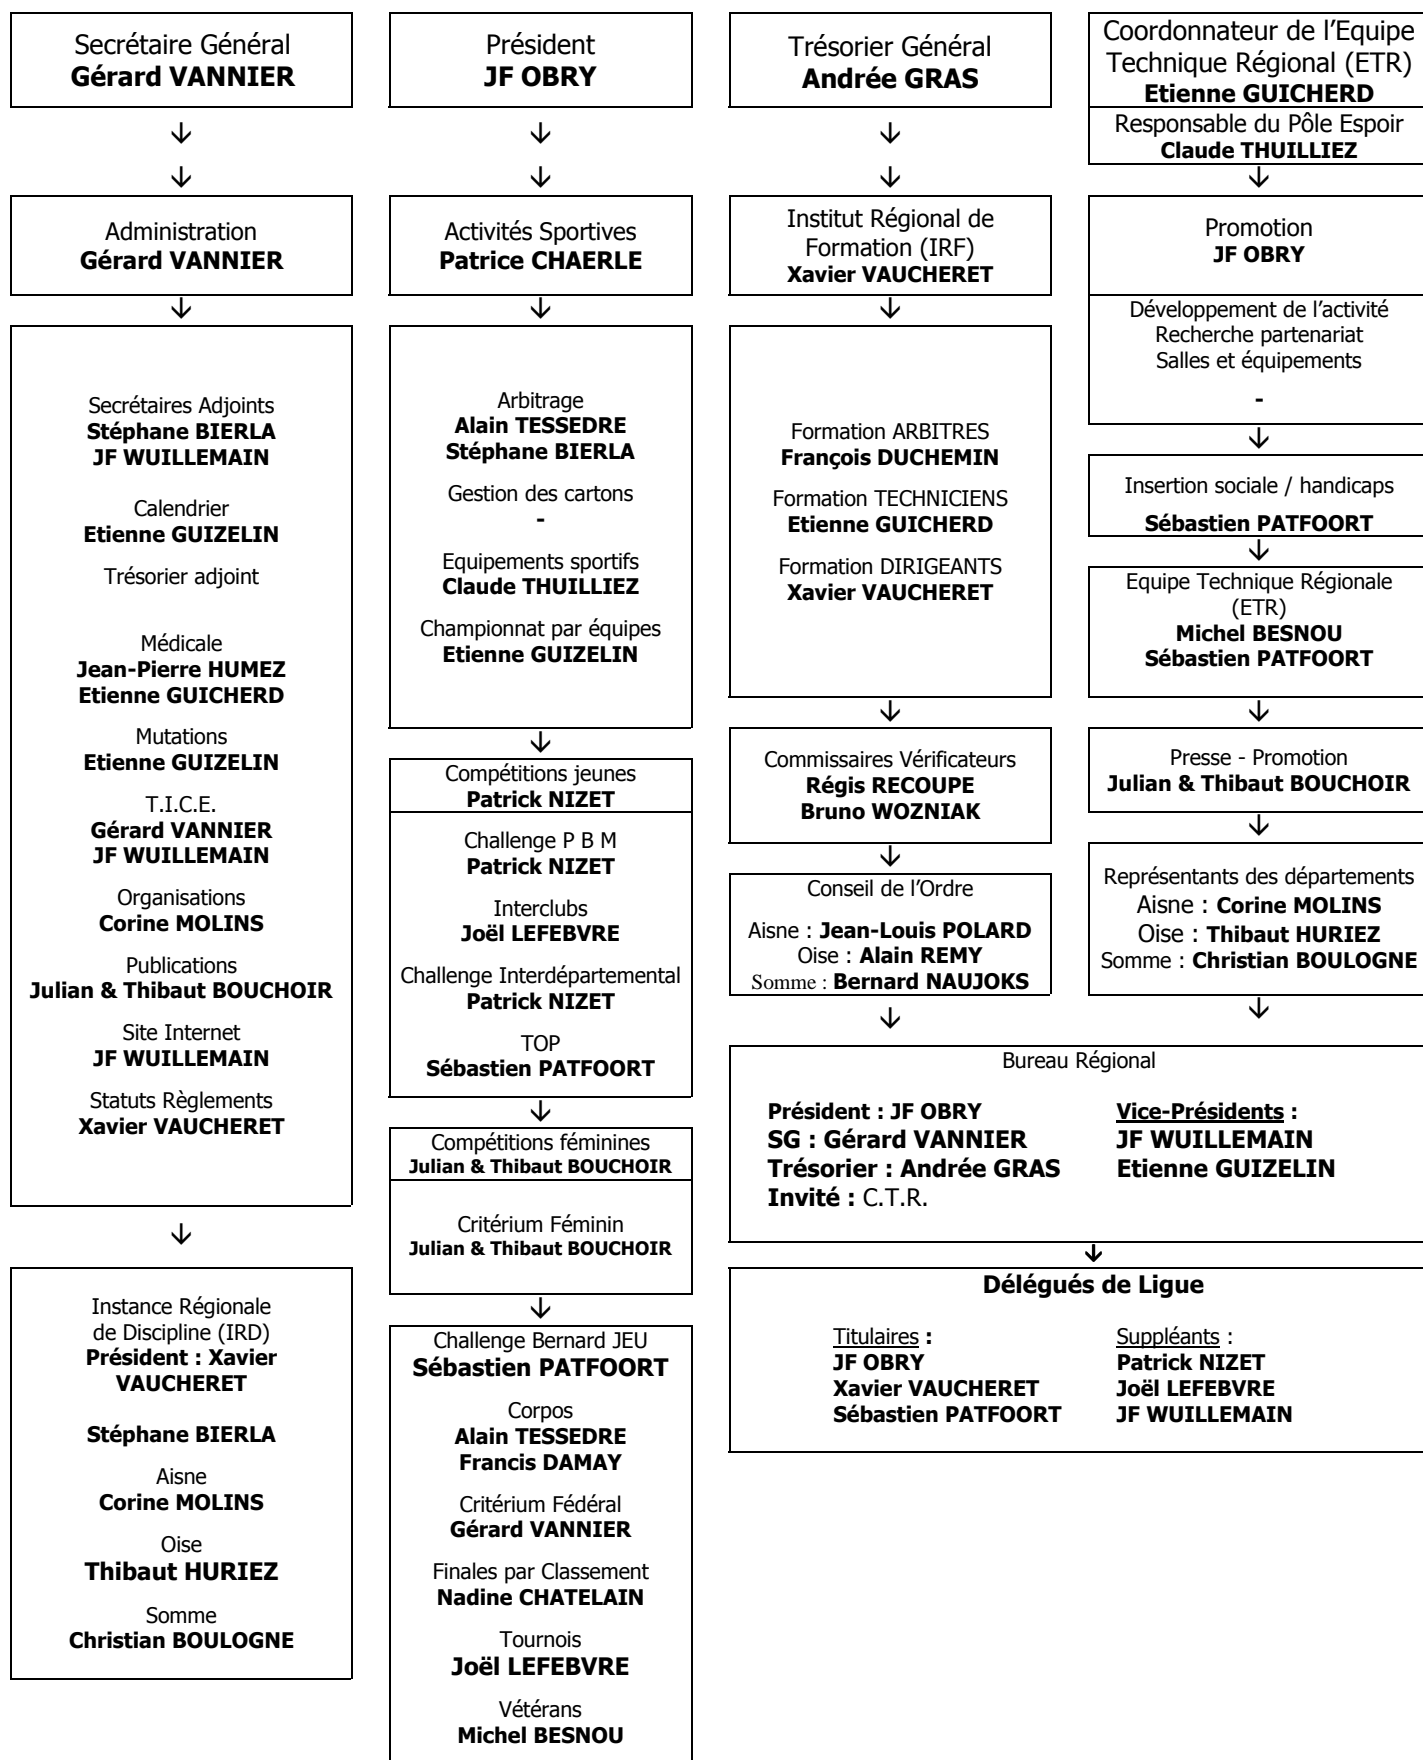 Secrétaire Général
Gérard VANNIER
Administration
Gérard VANNIER
Secrétaires Adjoints
Stéphane BIERLA
JF WUILLEMAIN
Calendrier
Etienne GUIZELIN
Trésorier adjoint
Médicale
Jean-Pierre HUMEZ
Etienne GUICHERD
Mutations
Etienne GUIZELIN
T.I.C.E.
Gérard VANNIER
JF WUILLEMAIN
Organisations
Corine MOLINS
Publications
Julian & Thibaut BOUCHOIR
Site Internet
JF WUILLEMAIN
Statuts Règlements
Xavier VAUCHERET
Instance Régionale
de Discipline (IRD)
Président : Xavier
VAUCHERET
Stéphane BIERLA
Aisne
Corine MOLINS
Oise
Thibaut HURIEZ
Somme
Christian BOULOGNE
Président
JF OBRY
Activités Sportives
Patrice CHAERLE
Arbitrage
Alain TESSEDRE
Stéphane BIERLA
Gestion des cartons
-
Equipements sportifs
Claude THUILLIEZ
Championnat par équipes
Etienne GUIZELIN
Compétitions jeunes
Patrick NIZET
Challenge P B M
Patrick NIZET
Interclubs
Joël LEFEBVRE
Challenge Interdépartemental
Patrick NIZET
TOP
Sébastien PATFOORT
Compétitions féminines
Julian & Thibaut BOUCHOIR
Critérium Féminin
Julian & Thibaut BOUCHOIR
Challenge Bernard JEU
Sébastien PATFOORT
Corpos
Alain TESSEDRE
Francis DAMAY
Critérium Fédéral
Gérard VANNIER
Finales par Classement
Nadine CHATELAIN
Tournois
Joël LEFEBVRE
Vétérans
Michel BESNOU
Trésorier Général
Andrée GRAS
Institut Régional de
Formation (IRF)
Xavier VAUCHERET
Formation ARBITRES
François DUCHEMIN
Formation TECHNICIENS
Etienne GUICHERD
Formation DIRIGEANTS
Xavier VAUCHERET
Commissaires Vérificateurs
Régis RECOUPE
Bruno WOZNIAK
Conseil de l'Ordre
Aisne : Jean-Louis POLARD
Oise : Alain REMY
Somme : Bernard NAUJOKS
Coordonnateur de l'Equipe
Technique Régional (ETR)
Etienne GUICHERD
Responsable du Pôle Espoir
Claude THUILLIEZ
Promotion
JF OBRY
Développement de l'activité
Recherche partenariat
Salles et équipements
-
Insertion sociale / handicaps
Sébastien PATFOORT
Equipe Technique Régionale
(ETR)
Michel BESNOU
Sébastien PATFOORT
Presse - Promotion
Julian & Thibaut BOUCHOIR
Représentants des départements
Aisne : Corine MOLINS
Oise : Thibaut HURIEZ
Somme : Christian BOULOGNE
Bureau Régional
Président : JF OBRY
SG : Gérard VANNIER
Trésorier : Andrée GRAS
Invité : C.T.R.
Vice-Présidents :
JF WUILLEMAIN
Etienne GUIZELIN
Délégués de Ligue
Titulaires :
JF OBRY
Xavier VAUCHERET
Sébastien PATFOORT
Suppléants :
Patrick NIZET
Joël LEFEBVRE
JF WUILLEMAIN